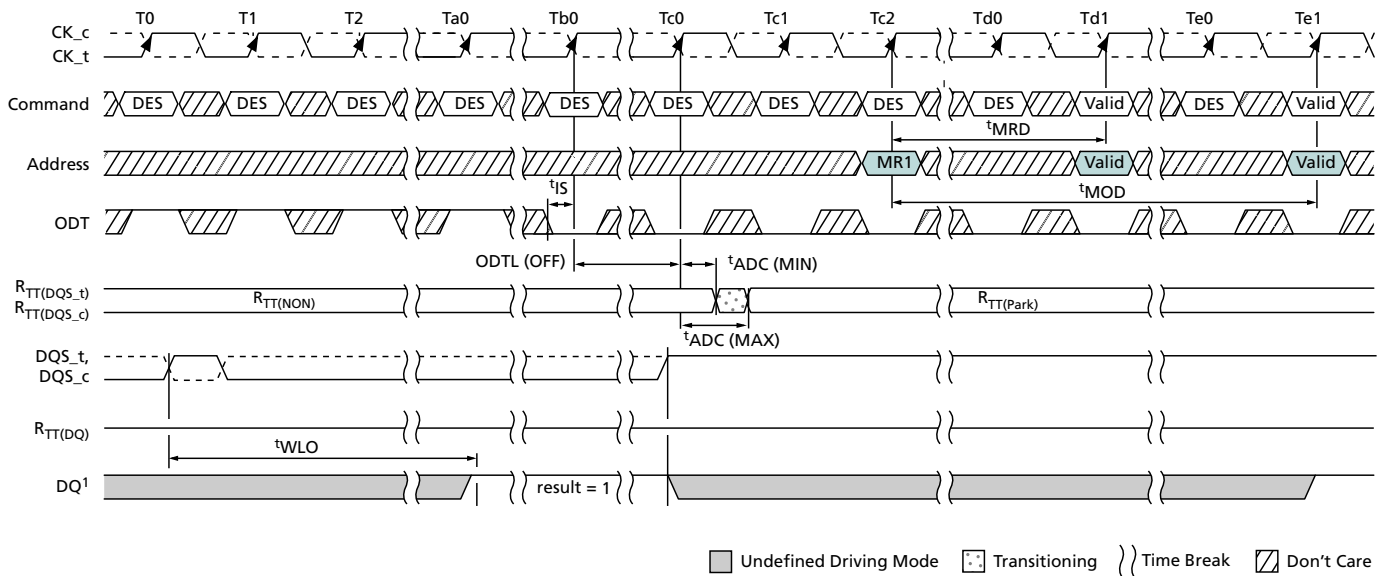 T0 T1 T2 Ta0 Tb0 Tc0 Tc1 Tc2 Td0 Td1 Te0 Te1
CK_c
CK_t
Command DES DES DES DES DES DES DES DES DES Valid DES Valid
tMRD
Address MR1 Valid Valid
tIS
tMOD
ODT
ODTL (OFF) tADC (MIN)
RTT(DQS_t)
RTT(DQS_c)
RTT(NON) RTT(Park)
tADC (MAX)
DQS_t,
DQS_c
RTT(DQ)
tWLO
DQ1 result = 1
Undefined Driving Mode Transitioning Time Break Don't Care